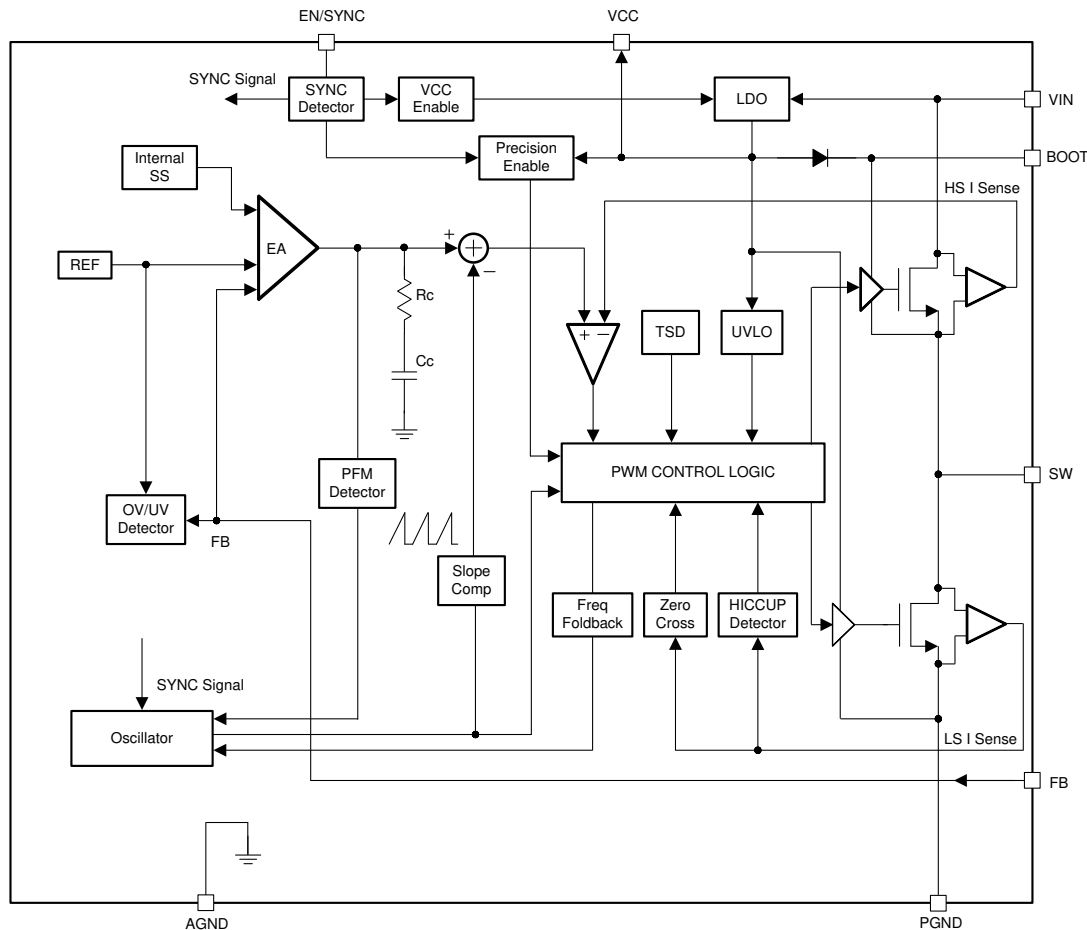 EN/SYNC
VCC
SYNC Signal
SYNC
Detector
VCC
Enable
LDO
VIN
Internal
SS
Precision
Enable
BOOT
HS I Sense
EA
+
+
−
REF
Rc
+ −
TSD
UVLO
Cc
PFM
Detector
PWM CONTROL LOGIC
SW
OV/UV
Detector
FB
Slope
Comp
Freq
Foldback
Zero
Cross
HICCUP
Detector
SYNC Signal
Oscillator
LS I Sense
FB
AGND
PGND